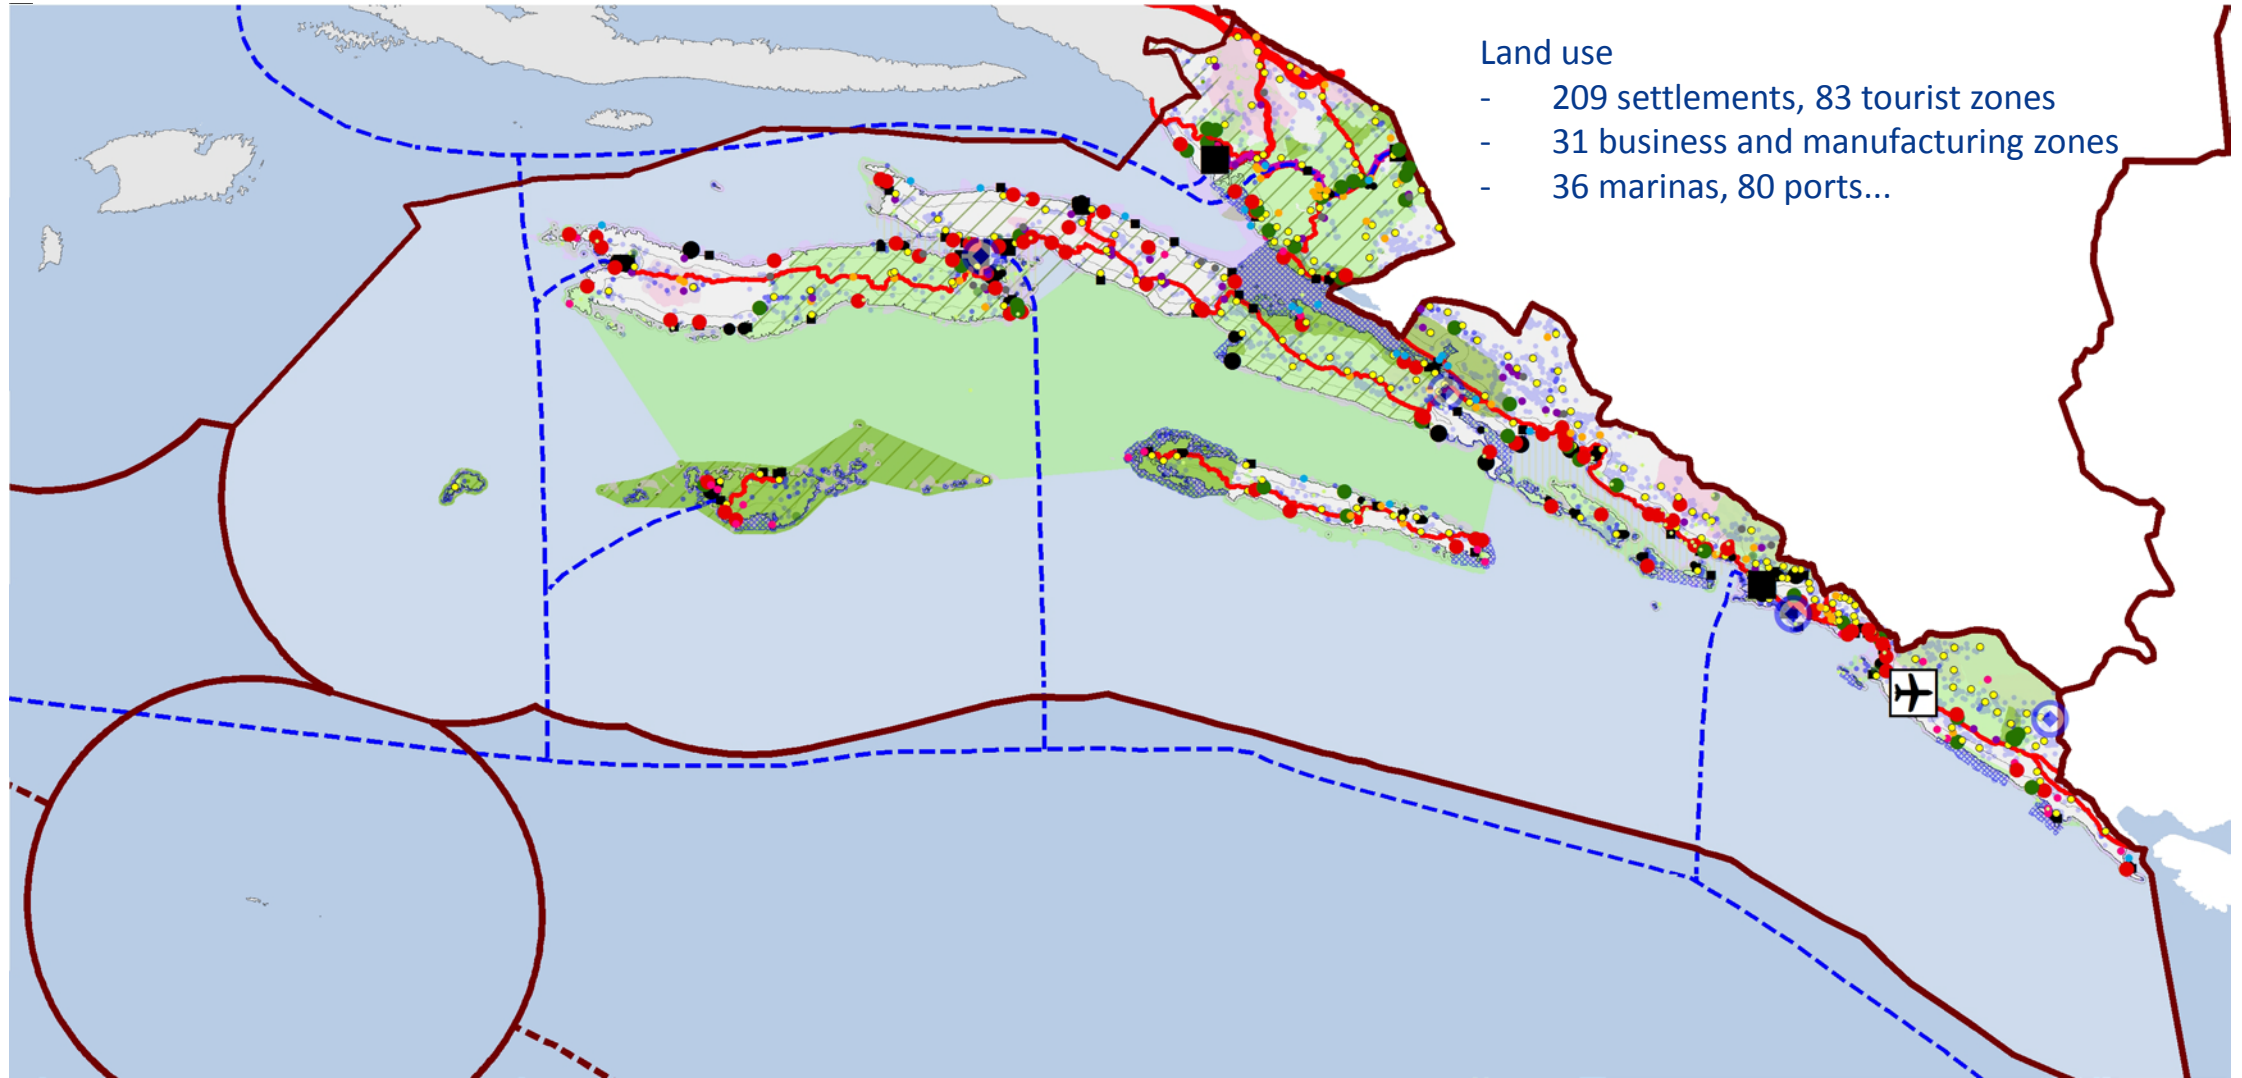 Land use
- 209 settlements, 83 tourist zones
- 31 business and manufacturing zones
- 36 marinas, 80 ports...